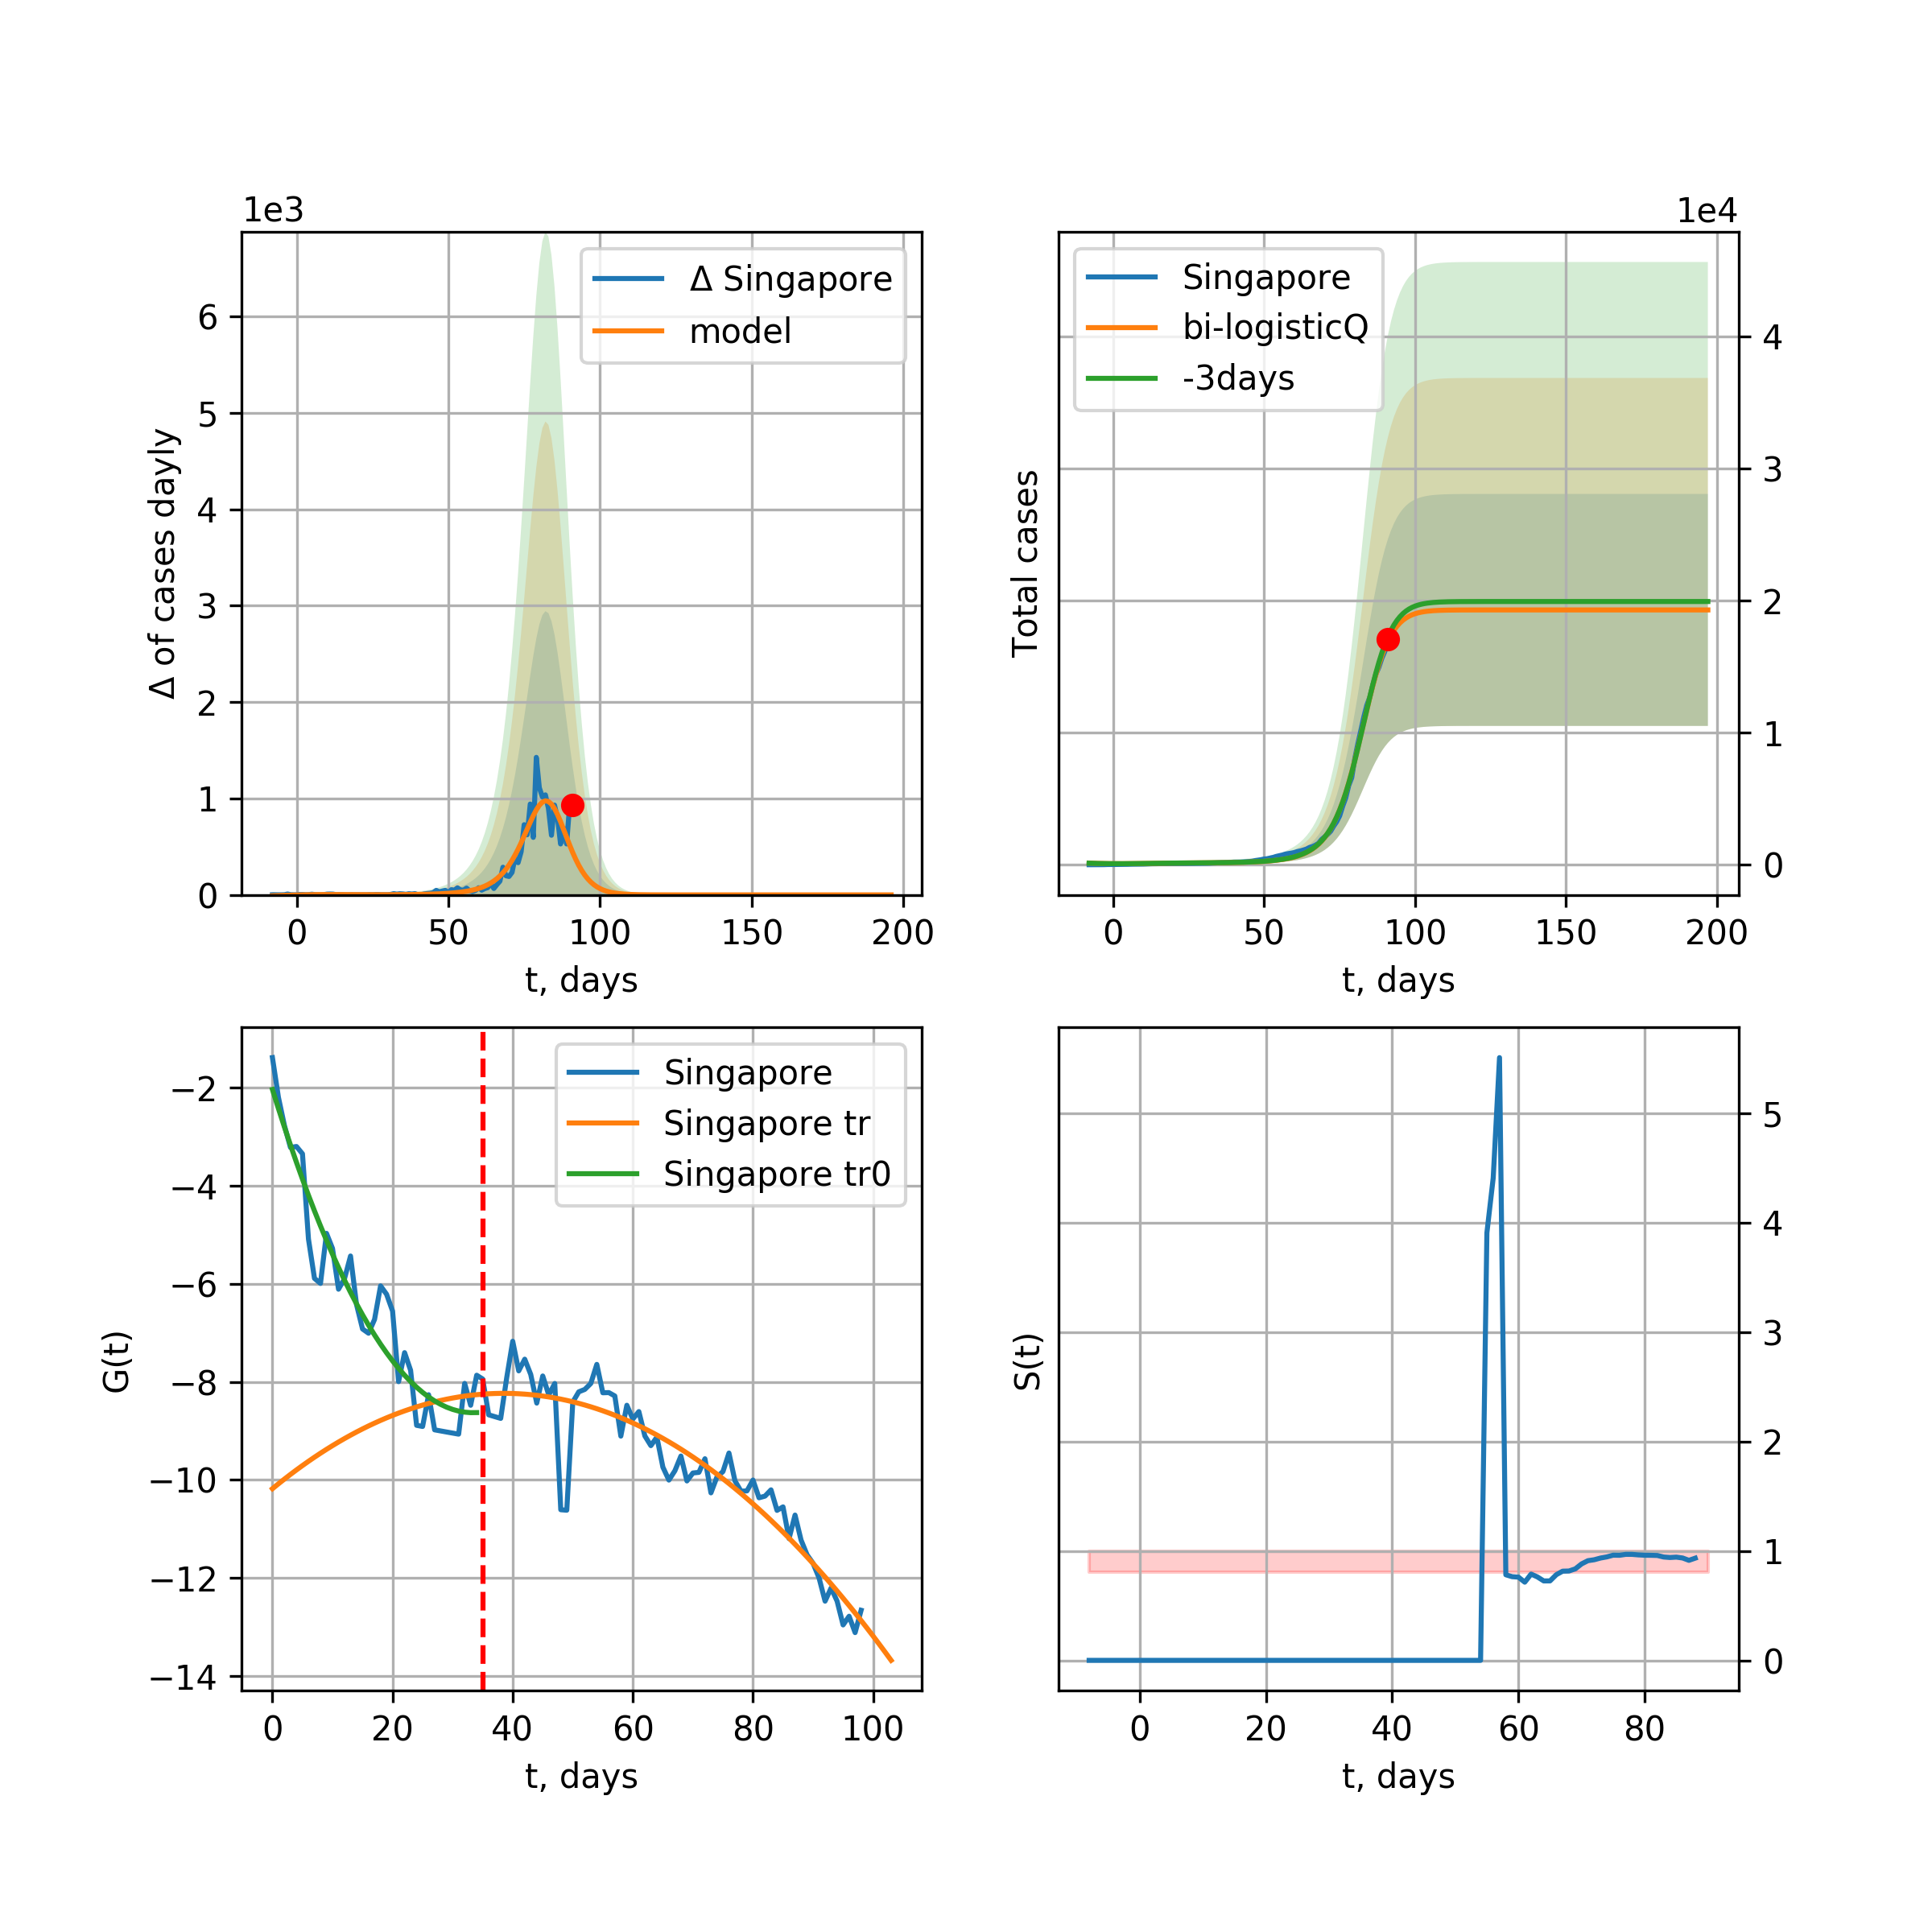 1e3
Δ of cases dayly
6
5
4
3
2
1
0
Δ Singapore
model
0 50 100 150 200
t, days
1e4
Total cases
Singapore
bi-logisticQ
-3days
4
3
2
1
0
0 50 100 150 200
t, days
G(t)
−2
−4
−6
−8
−10
−12
−14
Singapore
Singapore tr
Singapore tr0
0 20 40 60 80 100
t, days
S(t)
5
4
3
2
1
0
0 20 40 60 80
t, days